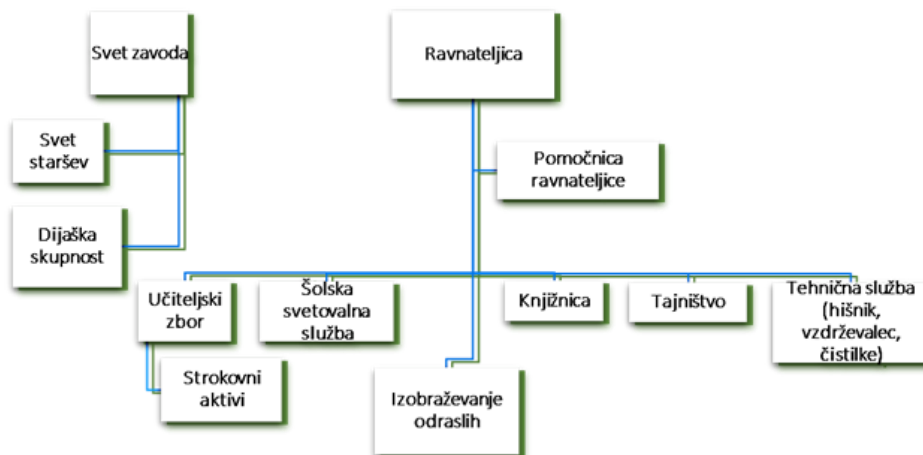 Svet zavoda
Ravnateljica
Svet
staršev
Pomočnica
ravnateljice
Dijaška
skupnost
Učiteljski
zbor
Šolska
svetovalna
služba
Knjižnica
Tajništvo
Tehnična služba
(hišnik,
vzdrževalec,
čistilke)
Strokovni
aktivi
Izobraževanje
odraslih